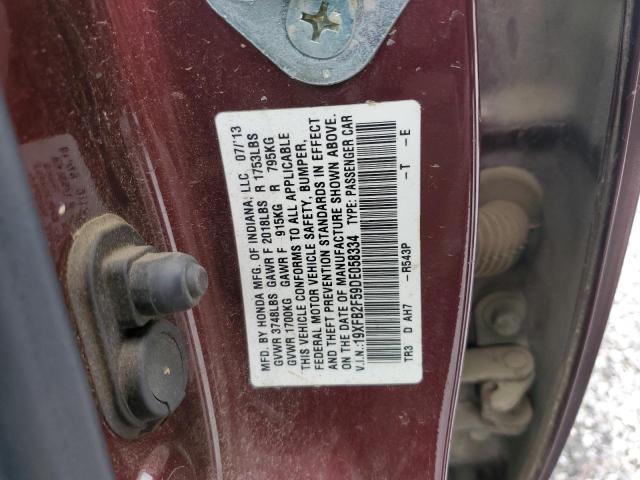 MFD. BY HONDA MFG. OF INDIANA, LLC. 07/'13
GVWR 3748LBS GAWR F 2018LBS R 1753LBS
GVWR 1700KG GAWR F 915KG R 795KG
THIS VEHICLE CONFORMS TO ALL APPLICABLE
FEDERAL MOTOR VEHICLE SAFETY, BUMPER,
AND THEFT PREVENTION STANDARDS IN EFFECT
ON THE DATE OF MANUFACTURE SHOWN ABOVE.
V.I.N.:19XFB2F59DE058334 TYPE: PASSENGER CAR
TR3 D AH7 -R543P -T -E